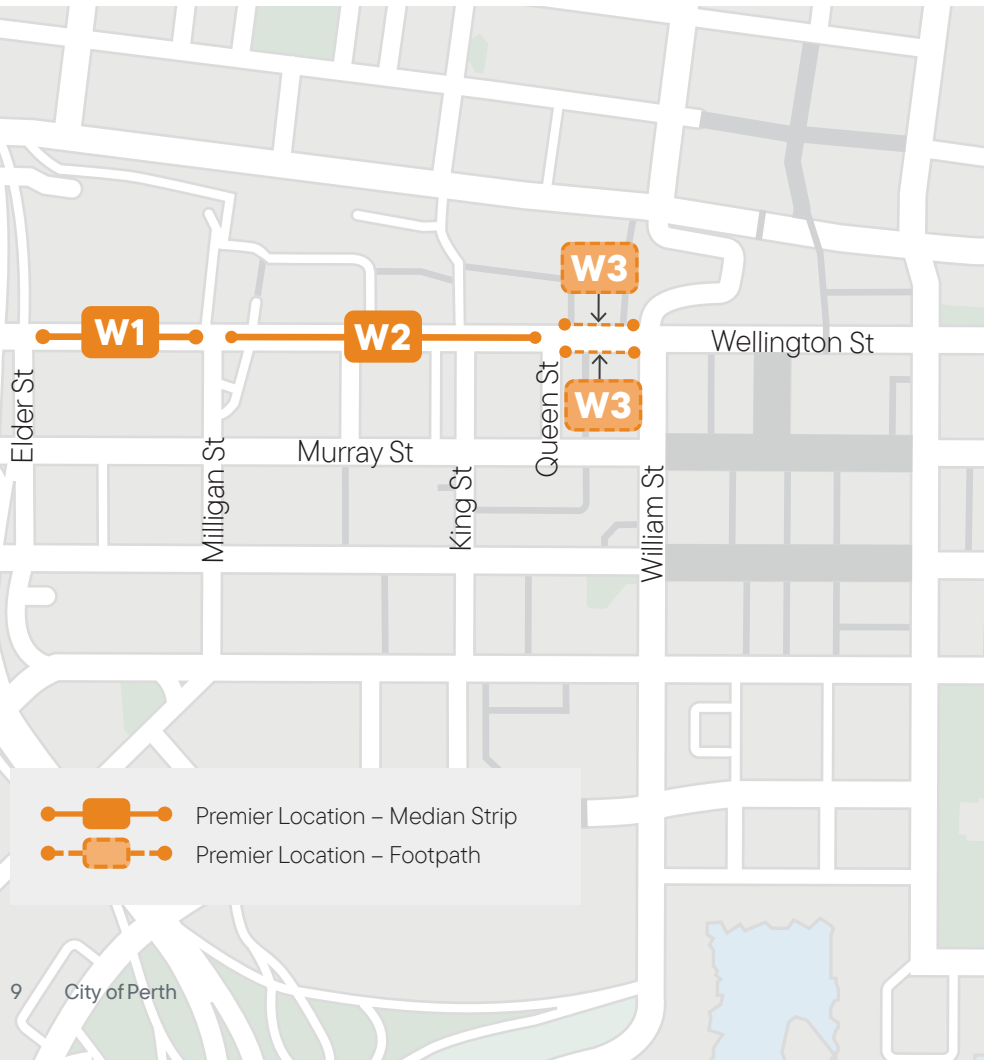 W3
W1
W2
Wellington St
W3
Elder St
Queen St
Milligan St
Murray St
King St
William St
Premier Location – Median Strip
Premier Location – Footpath
9 City of Perth